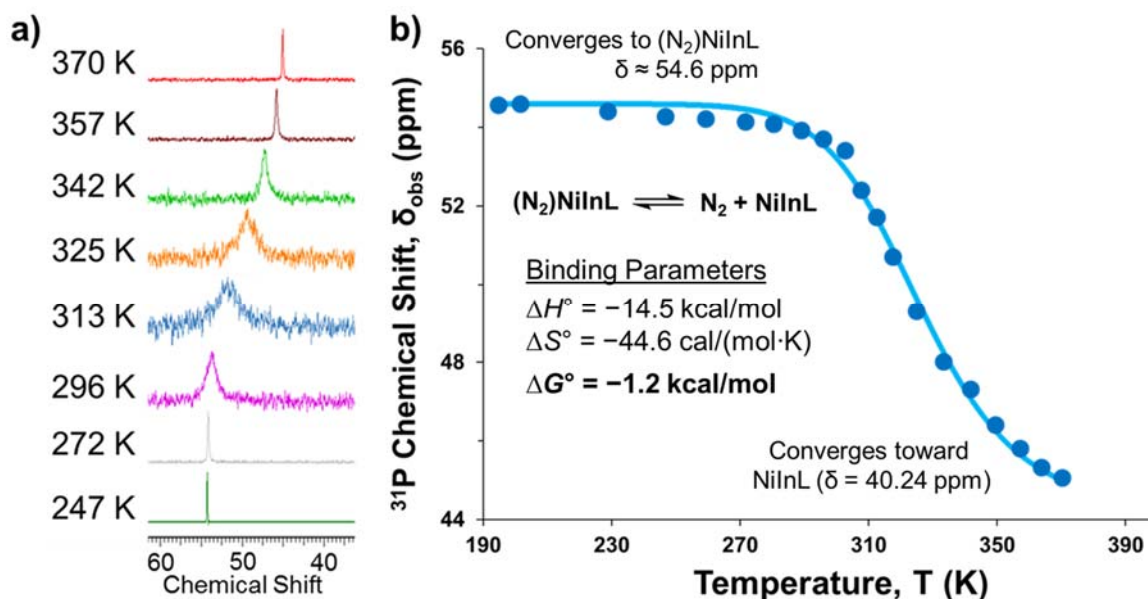 a)
370 K
357 K
342 K
325 K
313 K
296 K
272 K
247 K
60 50 40
Chemical Shift
b)
Converges to (N₂)NiInL
δ ≈ 54.6 ppm
(N₂)NiInL ⇌ N₂ + NiInL
Binding Parameters
ΔH° = −14.5 kcal/mol
ΔS° = −44.6 cal/(mol·K)
ΔG° = −1.2 kcal/mol
Converges toward
NiInL (δ = 40.24 ppm)
³¹P Chemical Shift, δobs (ppm)
56
52
48
44
190 230 270 310 350 390
Temperature, T (K)